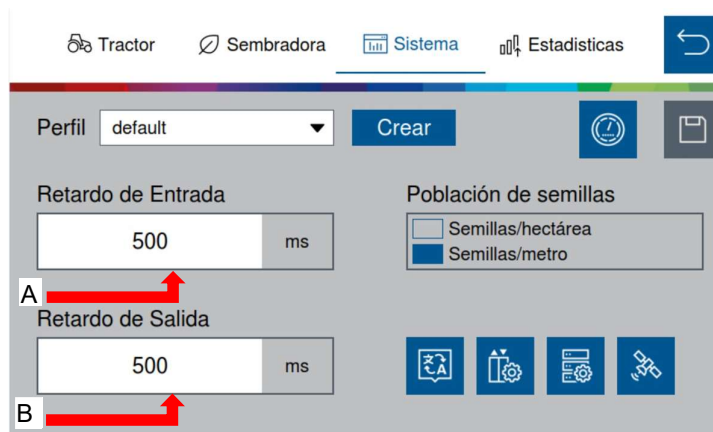 Tractor
Sembradora
Sistema
Estadisticas
Perfil
default
Crear
Retardo de Entrada
Población de semillas
500
ms
Semillas/hectárea
Semillas/metro
A
Retardo de Salida
500
ms
B